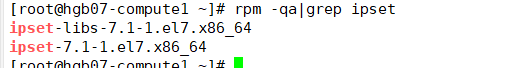 [root@hgb07-compute1 ~]# rpm -qa|grep ipset
ipset-libs-7.1-1.el7.x86_64
ipset-7.1-1.el7.x86_64
[root@hgb07-compute1 ~]#